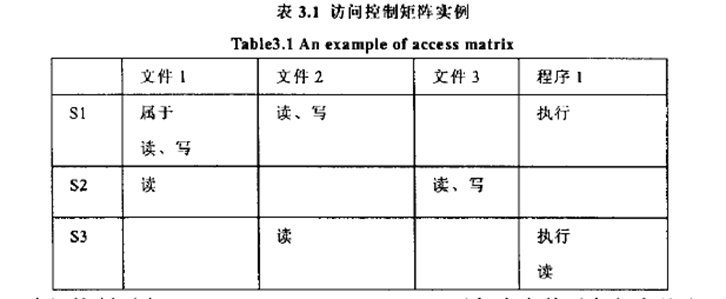 表 3.1 访问控制矩阵实例
Table3.1 An example of access matrix
文件 1 文件 2 文件 3 程序 1
S1 属于 读、写 执行
读、写
S2 读 读、写
S3 读 执行
读